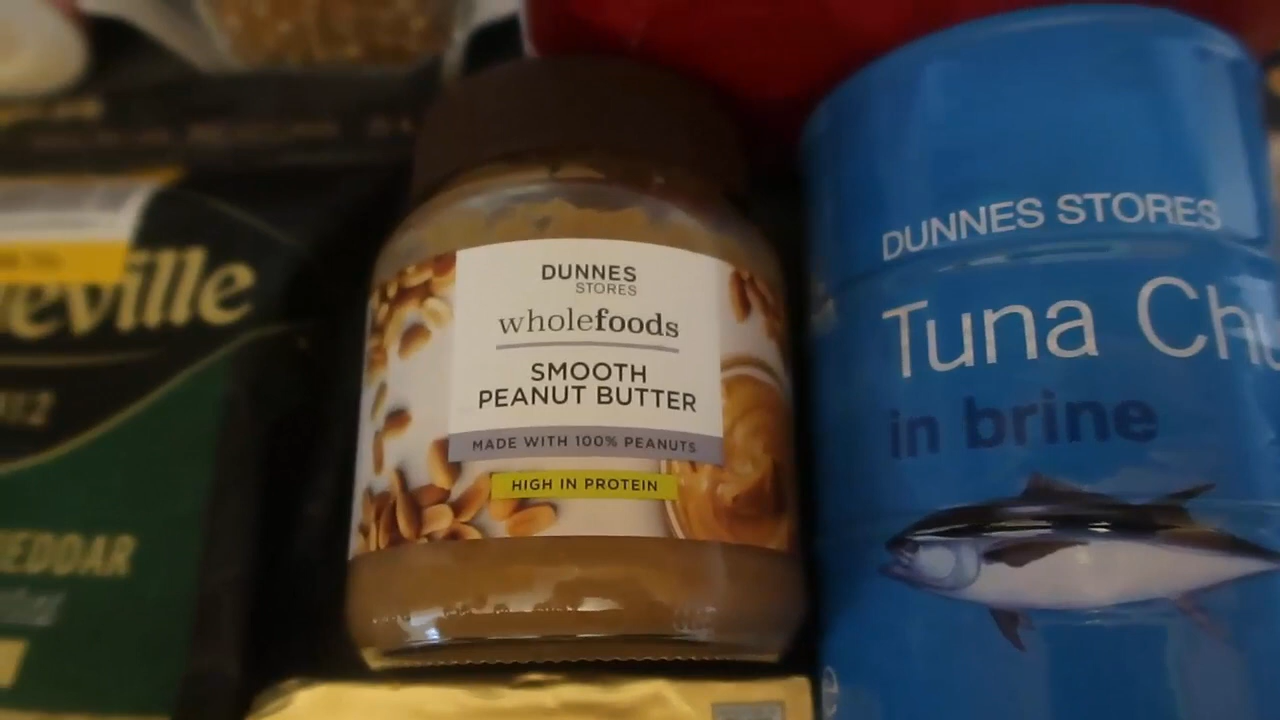 eville
EDDAR
DUNNES
STORES
wholefoods
SMOOTH
PEANUT BUTTER
MADE WITH 100% PEANUTS
HIGH IN PROTEIN
DUNNES STORES
Tuna Chu
in brine